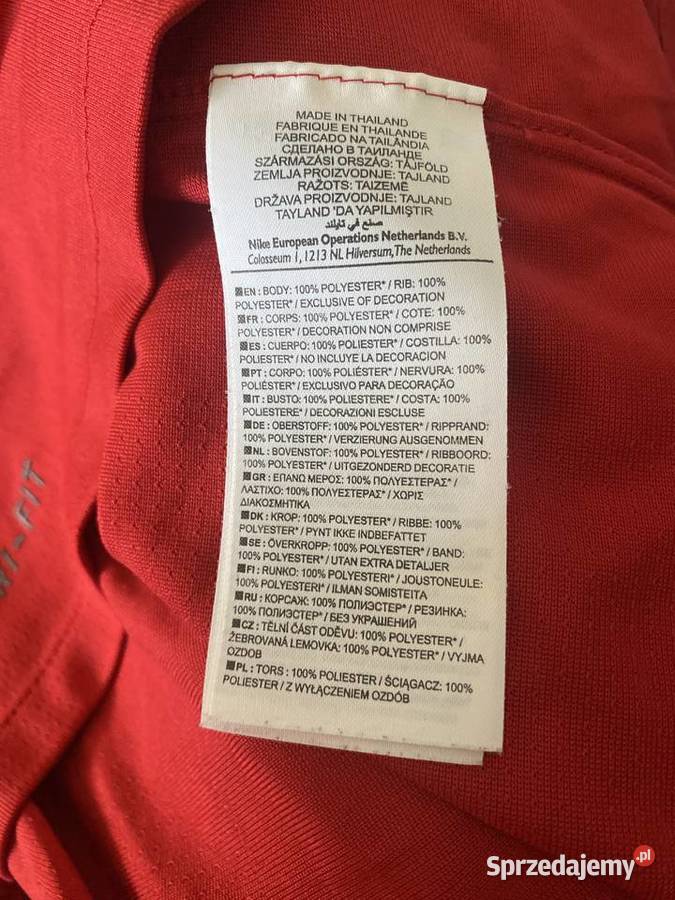 MADE IN THAILAND
FABRIQUE EN THAILANDE
FABRICADO NA TAILÂNDIA
СДЕЛАНО В ТАИЛАНДЕ
SZÁRMAZÁSI ORSZÁG: TÁJFÖLD
ZEMLJA PROIZVODNJE: TAJLAND
RAŽOTS: TAIZEMĒ
DRŽAVA PROIZVODNJE: TAJLAND
TAYLAND 'DA YAPILMIŞTIR
صنع في تايلند
Nike European Operations Netherlands B.V.
Colosseum 1, 1213 NL Hilversum, The Netherlands
EN : BODY: 100% POLYESTER* / RIB: 100%
POLYESTER* / EXCLUSIVE OF DECORATION
FR : CORPS: 100% POLYESTER* / COTE: 100%
POLYESTER* / DECORATION NON COMPRISE
ES : CUERPO: 100% POLIESTER* / COSTILLA: 100%
POLIESTER* / NO INCLUYE LA DECORACION
PT : CORPO: 100% POLIÉSTER* / NERVURA: 100%
POLIÉSTER* / EXCLUSIVO PARA DECORAÇÃO
IT : BUSTO: 100% POLIESTERE* / COSTA: 100%
POLIESTERE* / DECORAZIONI ESCLUSE
DE : OBERSTOFF: 100% POLYESTER* / RIPPRAND:
100% POLYESTER* / VERZIERUNG AUSGENOMMEN
NL : BOVENSTOF: 100% POLYESTER* / RIBBOORD:
100% POLYESTER* / UITGEZONDERD DECORATIE
GR : ΕΠΑΝΩ ΜΕΡΟΣ: 100% ΠΟΛΥΕΣΤΕΡΑΣ* /
ΛΑΣΤΙΧΟ: 100% ΠΟΛΥΕΣΤΕΡΑΣ* / ΧΩΡΙΣ
ΔΙΑΚΟΣΜΗΤΙΚΑ
DK : KROP: 100% POLYESTER* / RIBBE: 100%
POLYESTER* / PYNT IKKE INDBEFATTET
SE : ÖVERKROPP: 100% POLYESTER* / BAND:
100% POLYESTER* / UTAN EXTRA DETALJER
FI : RUNKO: 100% POLYESTERI* / JOUSTONEULE:
100% POLYESTERI* / ILMAN SOMISTEITA
RU : КОРСАЖ: 100% ПОЛИЭСТЕР* / РЕЗИНКА:
100% ПОЛИЭСТЕР* / БЕЗ УКРАШЕНИЙ
CZ : TĚLNÍ ČÁST ODĚVU: 100% POLYESTER* /
ŽEBROVANÁ LEMOVKA: 100% POLYESTER* / VYJMA
OZDOB
PL : TORS : 100% POLIESTER / ŚCIĄGACZ: 100%
POLIESTER / Z WYŁĄCZENIEM OZDÓB
RI-FIT
Sprzedajemy.pl